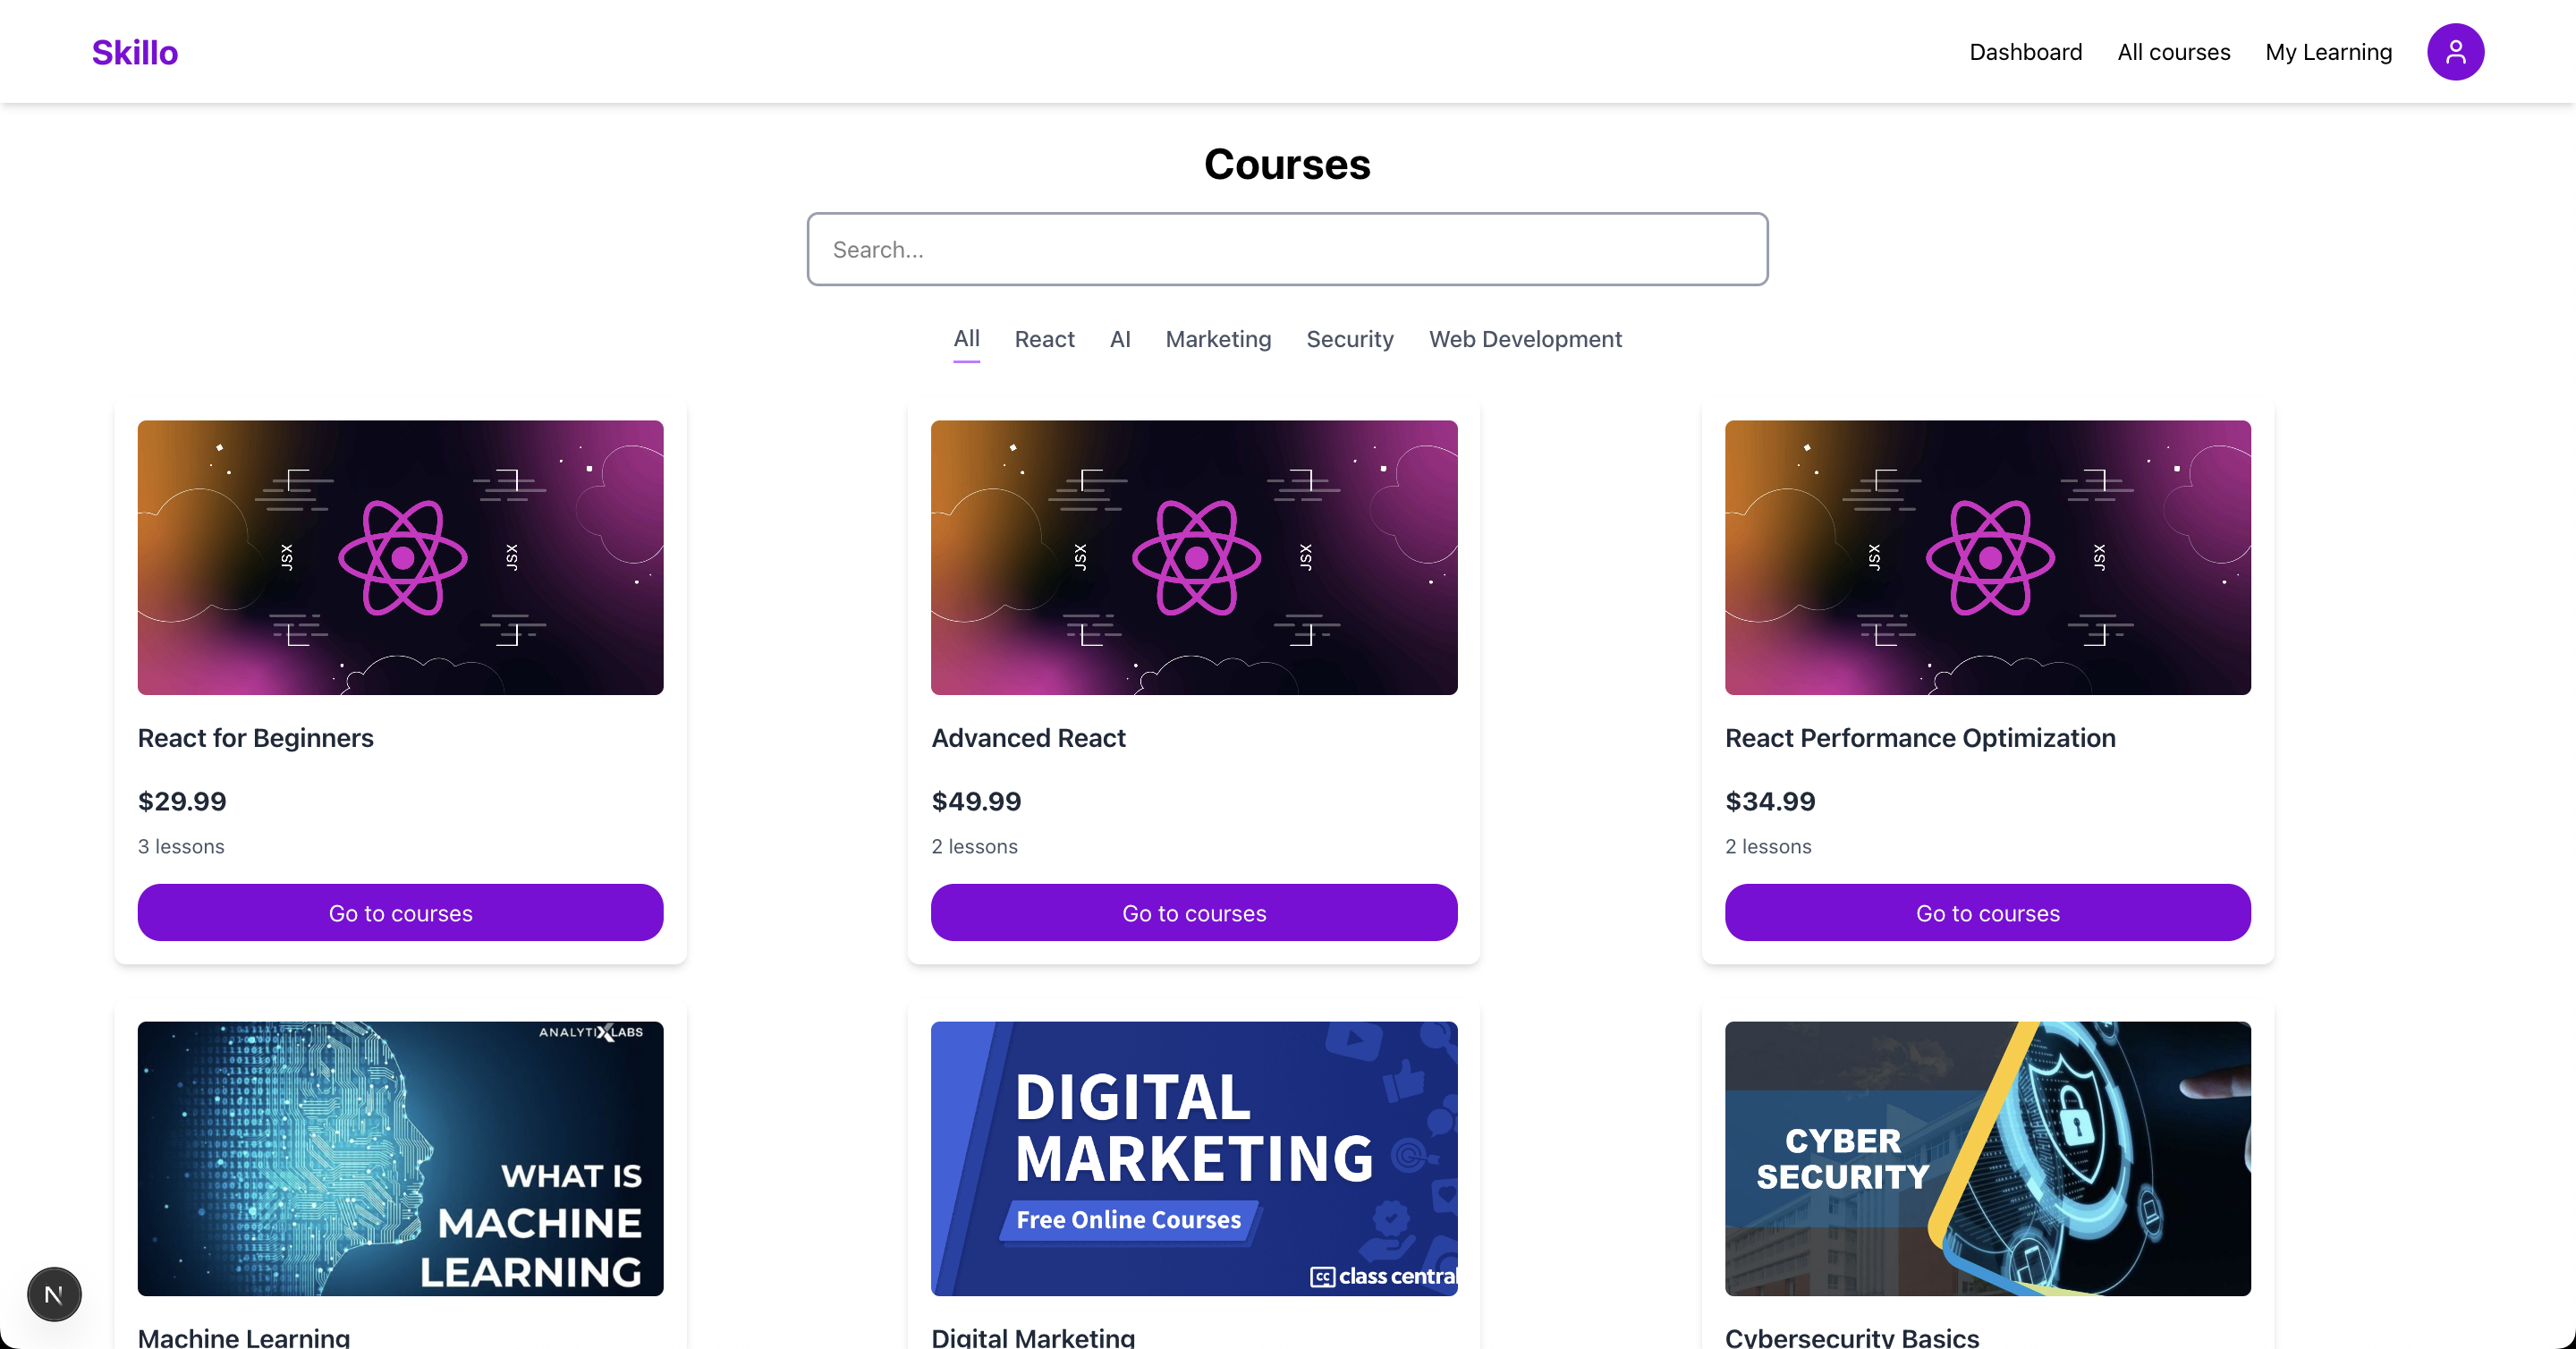 Skillo
Dashboard
All courses
My Learning
Courses
Search...
All
React
AI
Marketing
Security
Web Development
JSX
JSX
React for Beginners
$29.99
3 lessons
Go to courses
JSX
JSX
Advanced React
$49.99
2 lessons
Go to courses
JSX
JSX
React Performance Optimization
$34.99
2 lessons
Go to courses
ANALYTIXLABS
WHAT IS
MACHINE
LEARNING
Machine Learning
DIGITAL
MARKETING
Free Online Courses
cc class central
Digital Marketing
CYBER
SECURITY
Cybersecurity Basics
N